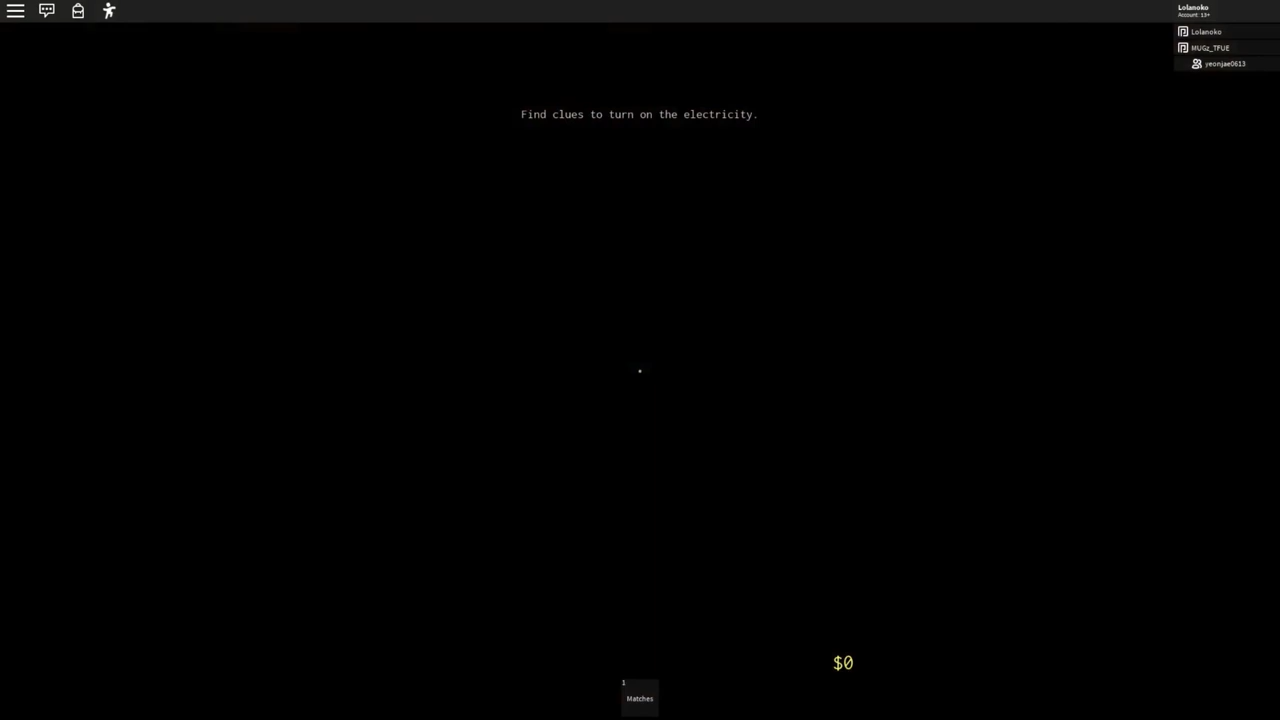 Lolanoko
Account: 13+
Lolanoko
MUGz_TFUE
yeonjae0613
Find clues to turn on the electricity.
$0
1
Matches